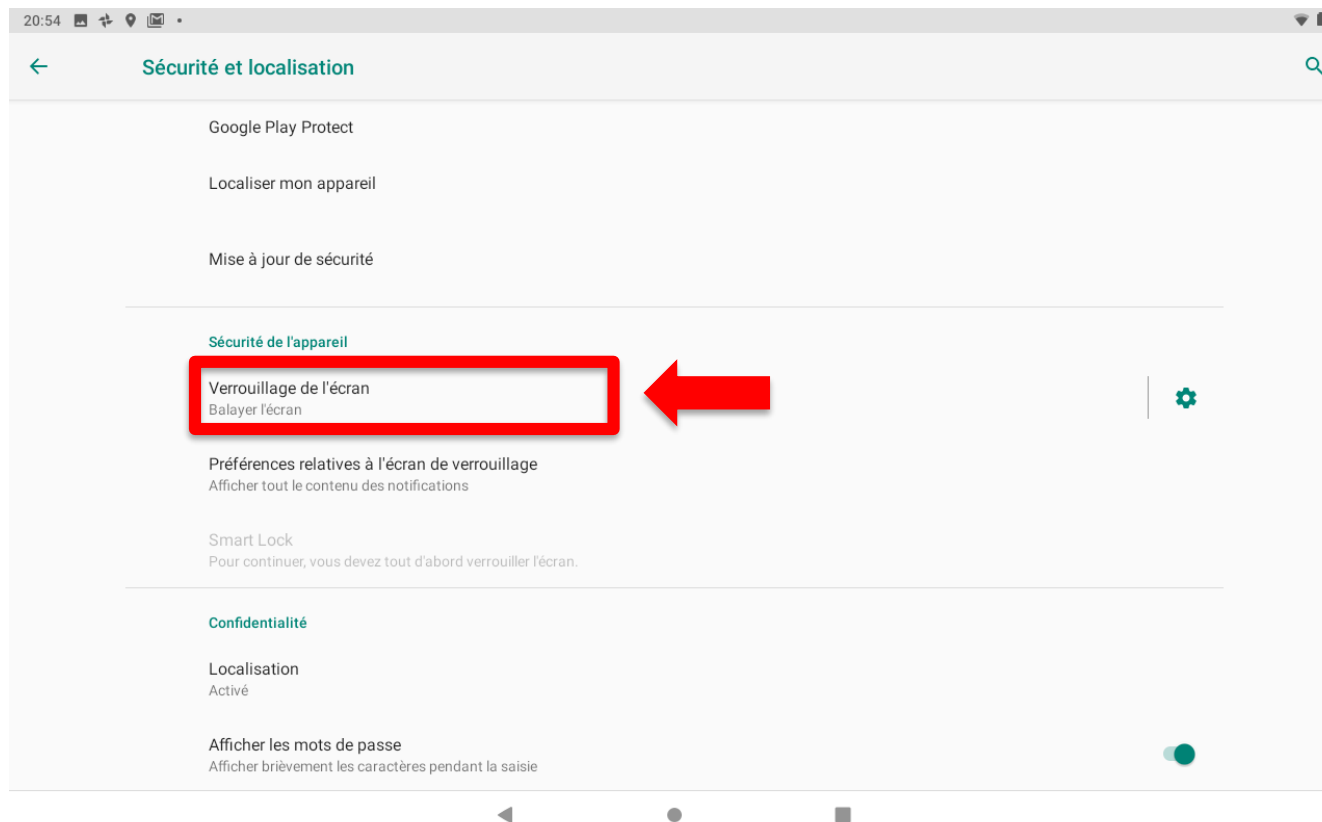 20:54
Sécurité et localisation
Google Play Protect
Localiser mon appareil
Mise à jour de sécurité
Sécurité de l'appareil
Verrouillage de l'écran
Balayer l'écran
Préférences relatives à l'écran de verrouillage
Afficher tout le contenu des notifications
Smart Lock
Pour continuer, vous devez tout d'abord verrouiller l'écran.
Confidentialité
Localisation
Activé
Afficher les mots de passe
Afficher brièvement les caractères pendant la saisie